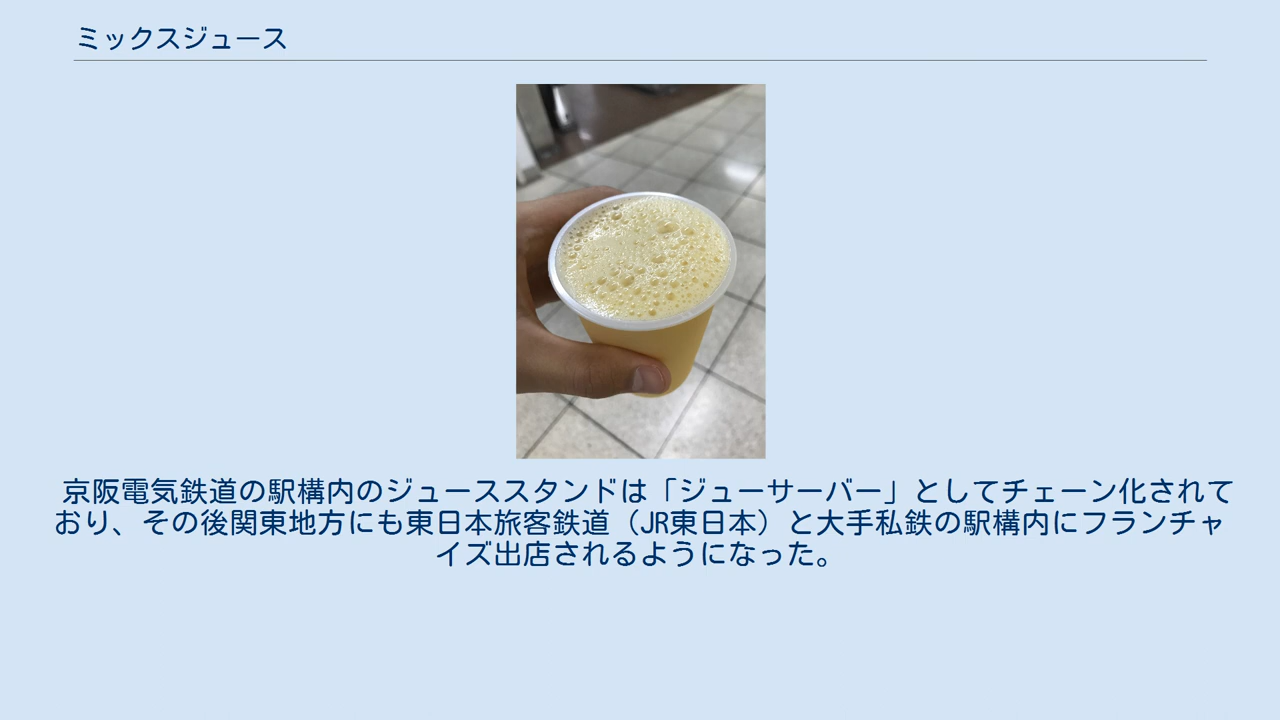 ミックスジュース
京阪電気鉄道の駅構内のジューススタンドは「ジューサーバー」としてチェーン化されて
おり、その後関東地方にも東日本旅客鉄道（JR東日本）と大手私鉄の駅構内にフランチャ
イズ出店されるようになった。